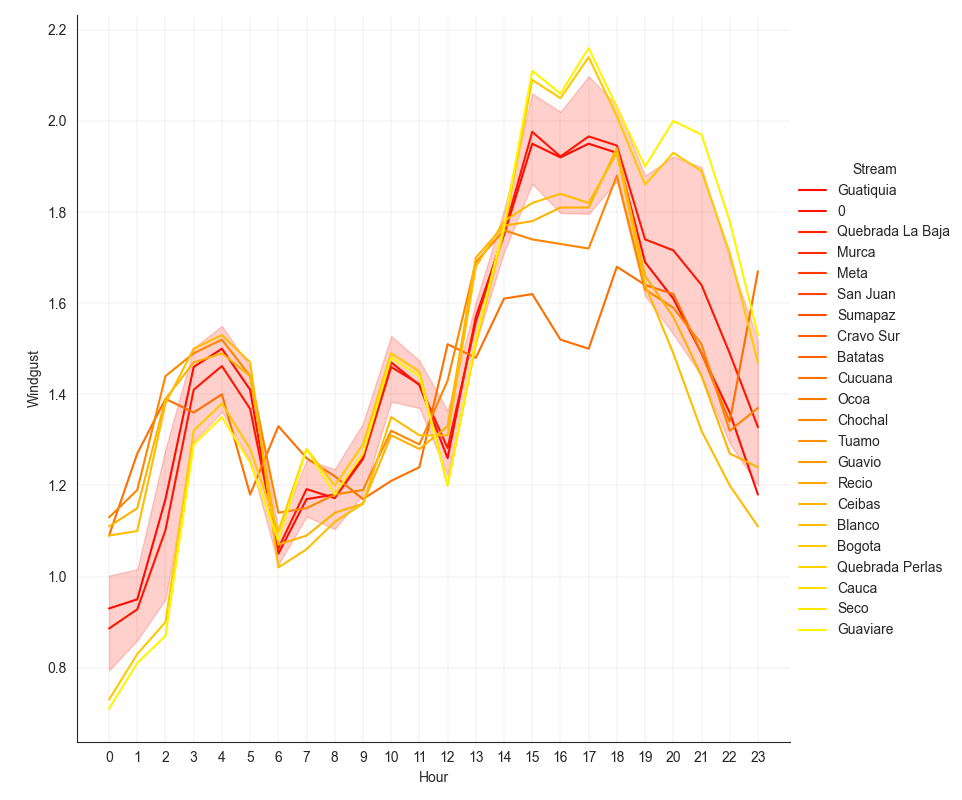 2.2
2.0
1.8
1.6
1.4
1.2
1.0
0.8
Windgust
0 1 2 3 4 5 6 7 8 9 10 11 12 13 14 15 16 17 18 19 20 21 22 23
Hour
Stream
Guatiquia
0
Quebrada La Baja
Murca
Meta
San Juan
Sumapaz
Cravo Sur
Batatas
Cucuana
Ocoa
Chochal
Tuamo
Guavio
Recio
Ceibas
Blanco
Bogota
Quebrada Perlas
Cauca
Seco
Guaviare